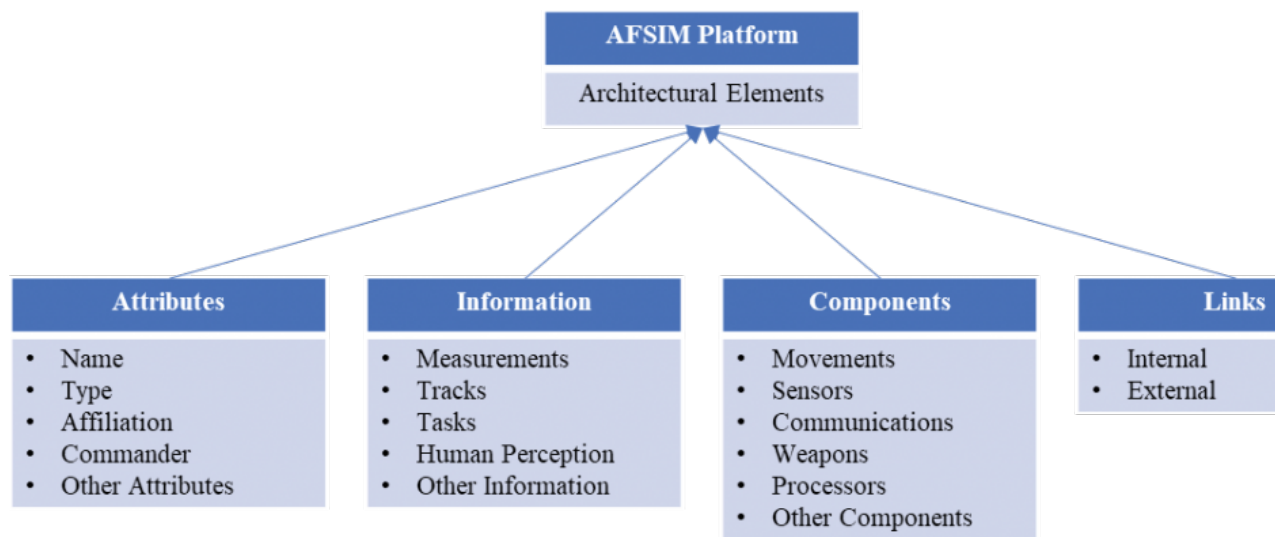 AFSIM Platform
Architectural Elements
Attributes
• Name
• Type
• Affiliation
• Commander
• Other Attributes
Information
• Measurements
• Tracks
• Tasks
• Human Perception
• Other Information
Components
• Movements
• Sensors
• Communications
• Weapons
• Processors
• Other Components
Links
• Internal
• External